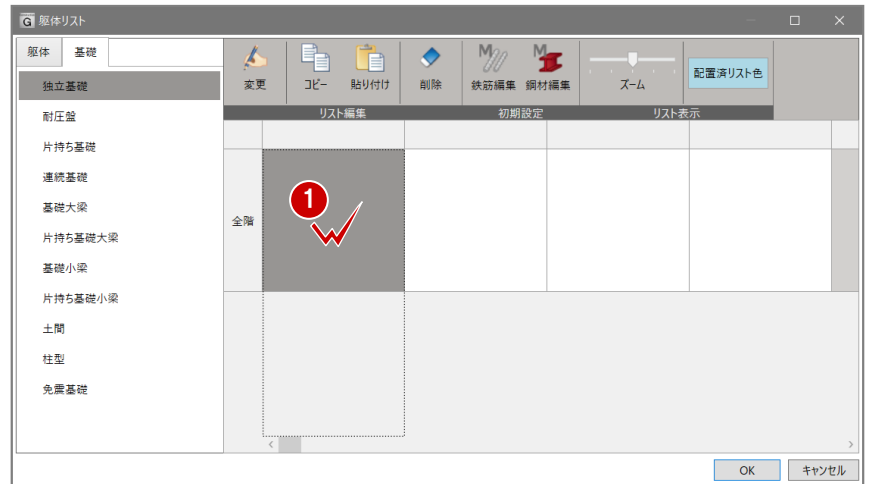 G 躯体リスト
躯体 基礎
変更 コピー 貼り付け 削除 鉄筋編集 鋼材編集 ズーム 配置済リスト色
リスト編集 初期設定 リスト表示
独立基礎
耐圧盤
片持ち基礎
連続基礎
基礎大梁
片持ち基礎大梁
基礎小梁
片持ち基礎小梁
土間
柱型
免震基礎
全階
1
OK キャンセル